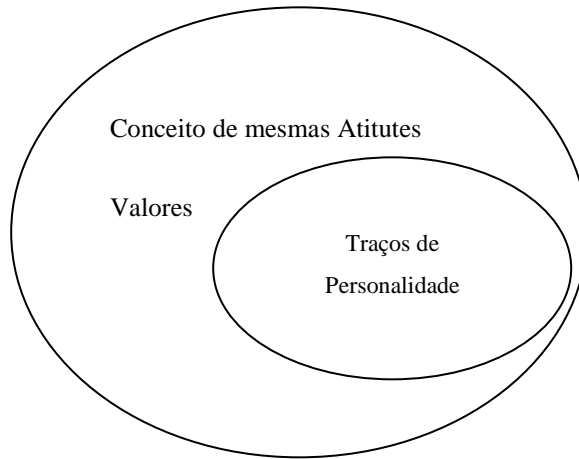 Conceito de mesmas Atitutes
Valores
Traços de
Personalidade